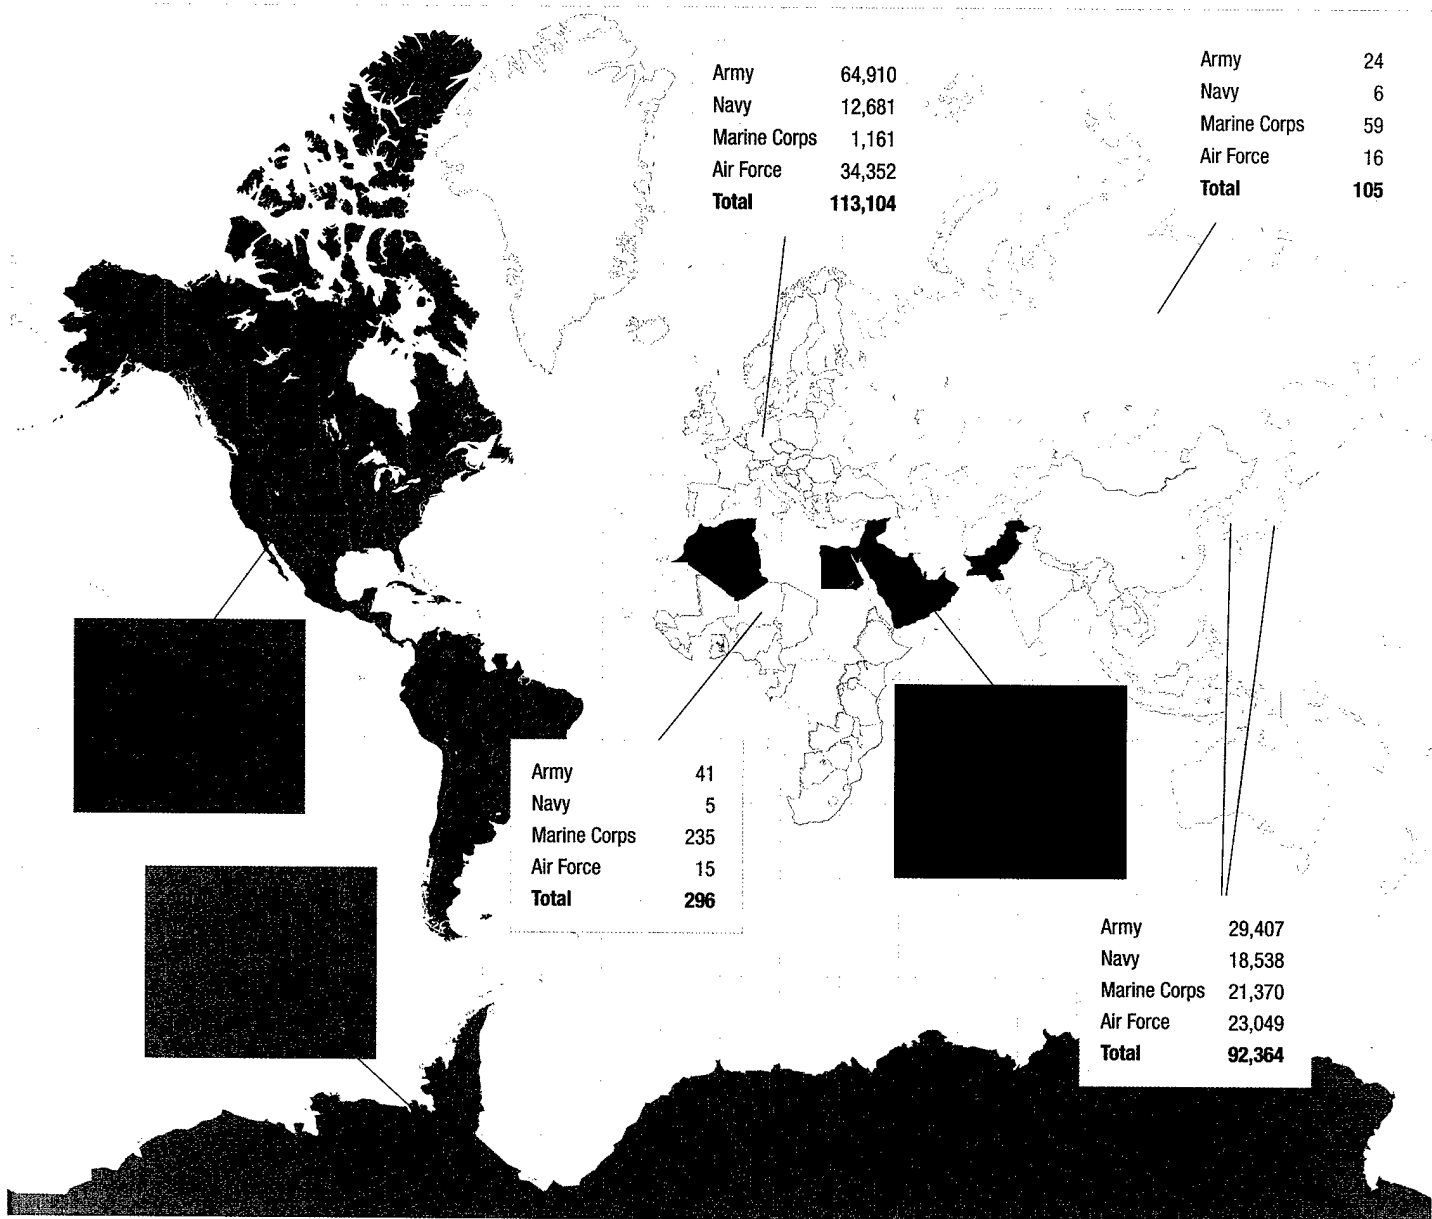 Army 64,910
Navy 12,681
Marine Corps 1,161
Air Force 34,352
Total 113,104
Army 24
Navy 6
Marine Corps 59
Air Force 16
Total 105
Army 41
Navy 5
Marine Corps 235
Air Force 15
Total 296
Army 29,407
Navy 18,538
Marine Corps 21,370
Air Force 23,049
Total 92,364